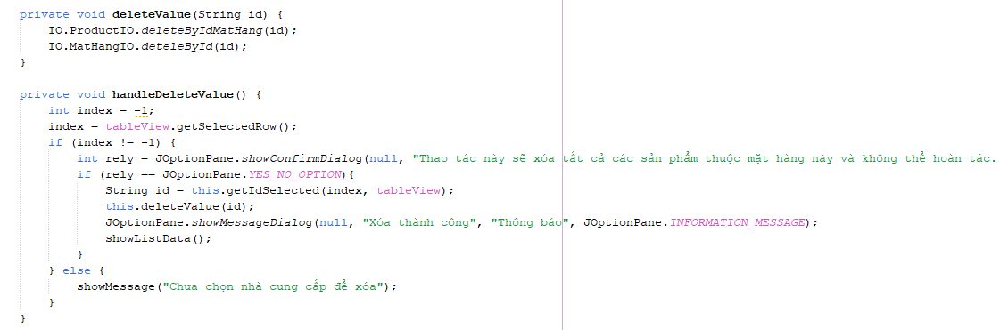 private void deleteValue(String id) {
    IO.ProductIO.deleteByIdMatHang(id);
    IO.MatHangIO.deteleById(id);
}

private void handleDeleteValue() {
    int index = -1;
    index = tableView.getSelectedRow();
    if (index != -1) {
        int rely = JOptionPane.showConfirmDialog(null, "Thao tác này sẽ xóa tất cả các sản phẩm thuộc mặt hàng này và không thể hoàn tác.
        if (rely == JOptionPane.YES_NO_OPTION){
            String id = this.getIdSelected(index, tableView);
            this.deleteValue(id);
            JOptionPane.showMessageDialog(null, "Xóa thành công", "Thông báo", JOptionPane.INFORMATION_MESSAGE);
            showListData();
        }
    } else {
        showMessage("Chưa chọn nhà cung cấp để xóa");
    }
}